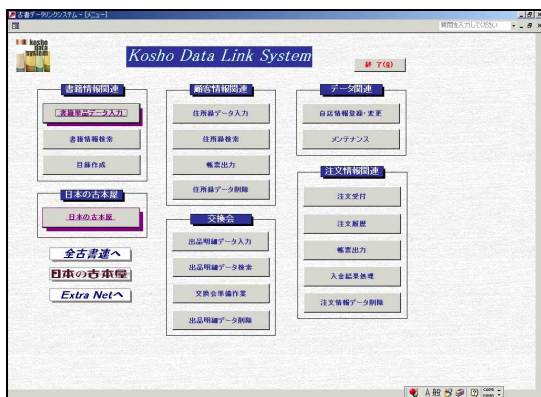 古書データリンクシステム - [メニュー]
質問を入力してください
kosho
data
system
Kosho Data Link System
終了(Q)
書籍情報関連
書籍単品データ入力
書籍情報検索
目録作成
日本の古本屋
日本の古本屋
全古書連へ
日本の古本屋
Extra Netへ
顧客情報関連
住所録データ入力
住所録検索
帳票出力
住所録データ削除
交換会
出品明細データ入力
出品明細データ検索
交換会準備作業
出品明細データ削除
データ関連
自店情報登録・変更
メンテナンス
注文情報関連
注文受付
注文履歴
帳票出力
入金結果処理
注文情報データ削除
A 般
CAPS
KANA